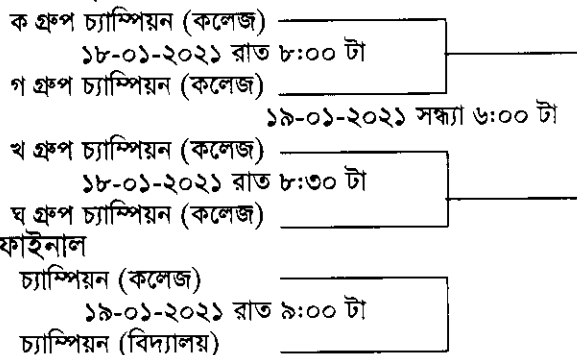 ক গ্রুপ চ্যাম্পিয়ন (কলেজ)
১৮-০১-২০২১ রাত ৮:০০ টা
গ গ্রুপ চ্যাম্পিয়ন (কলেজ)
১৯-০১-২০২১ সন্ধ্যা ৬:০০ টা
খ গ্রুপ চ্যাম্পিয়ন (কলেজ)
১৮-০১-২০২১ রাত ৮:৩০ টা
ঘ গ্রুপ চ্যাম্পিয়ন (কলেজ)
ফাইনাল
চ্যাম্পিয়ন (কলেজ)
১৯-০১-২০২১ রাত ৯:০০ টা
চ্যাম্পিয়ন (বিদ্যালয়)